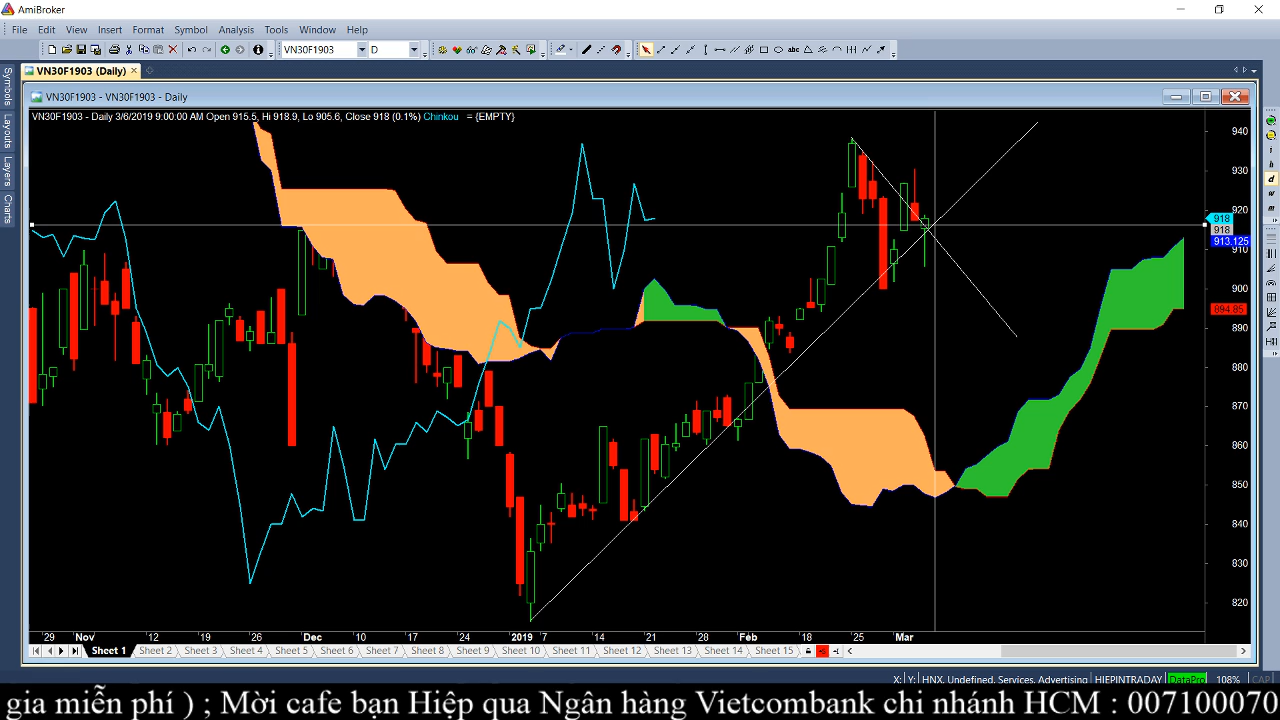 AmiBroker
File Edit View Insert Format Symbol Analysis Tools Window Help
VN30F1903 D
abc
VN30F1903 (Daily)
VN30F1903 - VN30F1903 - Daily
VN30F1903 - Daily 3/6/2019 9:00:00 AM Open 915.5, Hi 918.9, Lo 905.6, Close 918 (0.1%) Chinkou = {EMPTY}
Symbols
Layouts
Layers
Charts
940
930
920
918
918
913.125
910
900
894.85
890
880
870
860
850
840
830
820
i
h
d
w
m
29 Nov 12 19 26 Dec 10 17 24 2019 7 14 21 28 Feb 18 25 Mar
Sheet 1 Sheet 2 Sheet 3 Sheet 4 Sheet 5 Sheet 6 Sheet 7 Sheet 8 Sheet 9 Sheet 10 Sheet 11 Sheet 12 Sheet 13 Sheet 14 Sheet 15
X: Y: HNX, Undefined, Services, Advertising HIEPINTRADAY DataPro 108% CAP
gia miễn phí ) ; Mời cafe bạn Hiệp qua Ngân hàng Vietcombank chi nhánh HCM : 007100070